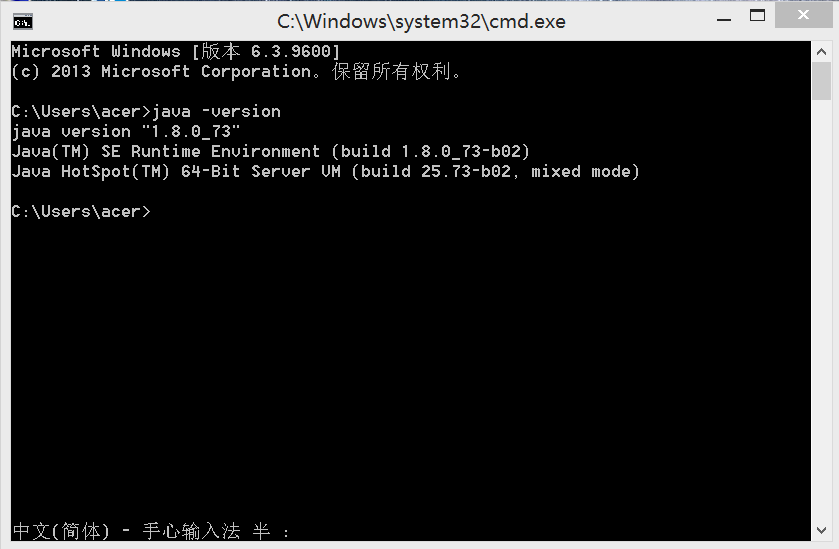 C:\Windows\system32\cmd.exe
Microsoft Windows [版本 6.3.9600]
(c) 2013 Microsoft Corporation。保留所有权利。
C:\Users\acer>java -version
java version "1.8.0_73"
Java(TM) SE Runtime Environment (build 1.8.0_73-b02)
Java HotSpot(TM) 64-Bit Server VM (build 25.73-b02, mixed mode)
C:\Users\acer>
中文(简体) - 手心输入法 半 :